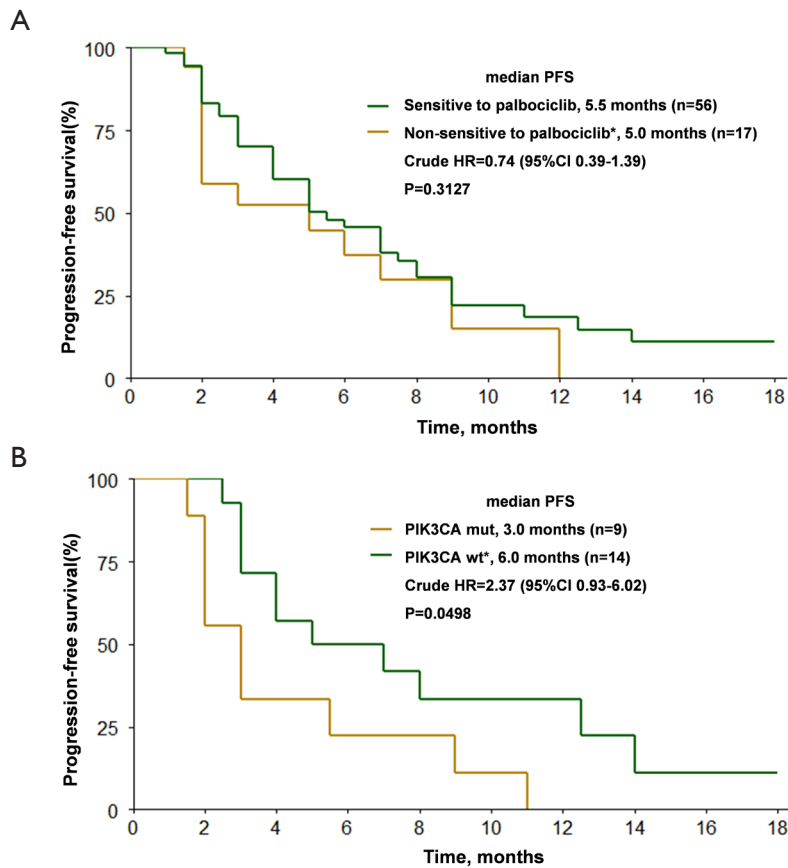 A
100
75
50
25
0
Progression-free survival(%)
median PFS
Sensitive to palbociclib, 5.5 months (n=56)
Non-sensitive to palbociclib*, 5.0 months (n=17)
Crude HR=0.74 (95%CI 0.39-1.39)
P=0.3127
0 2 4 6 8 10 12 14 16 18
Time, months
B
100
75
50
25
0
Progression-free survival(%)
median PFS
PIK3CA mut, 3.0 months (n=9)
PIK3CA wt*, 6.0 months (n=14)
Crude HR=2.37 (95%CI 0.93-6.02)
P=0.0498
0 2 4 6 8 10 12 14 16 18
Time, months